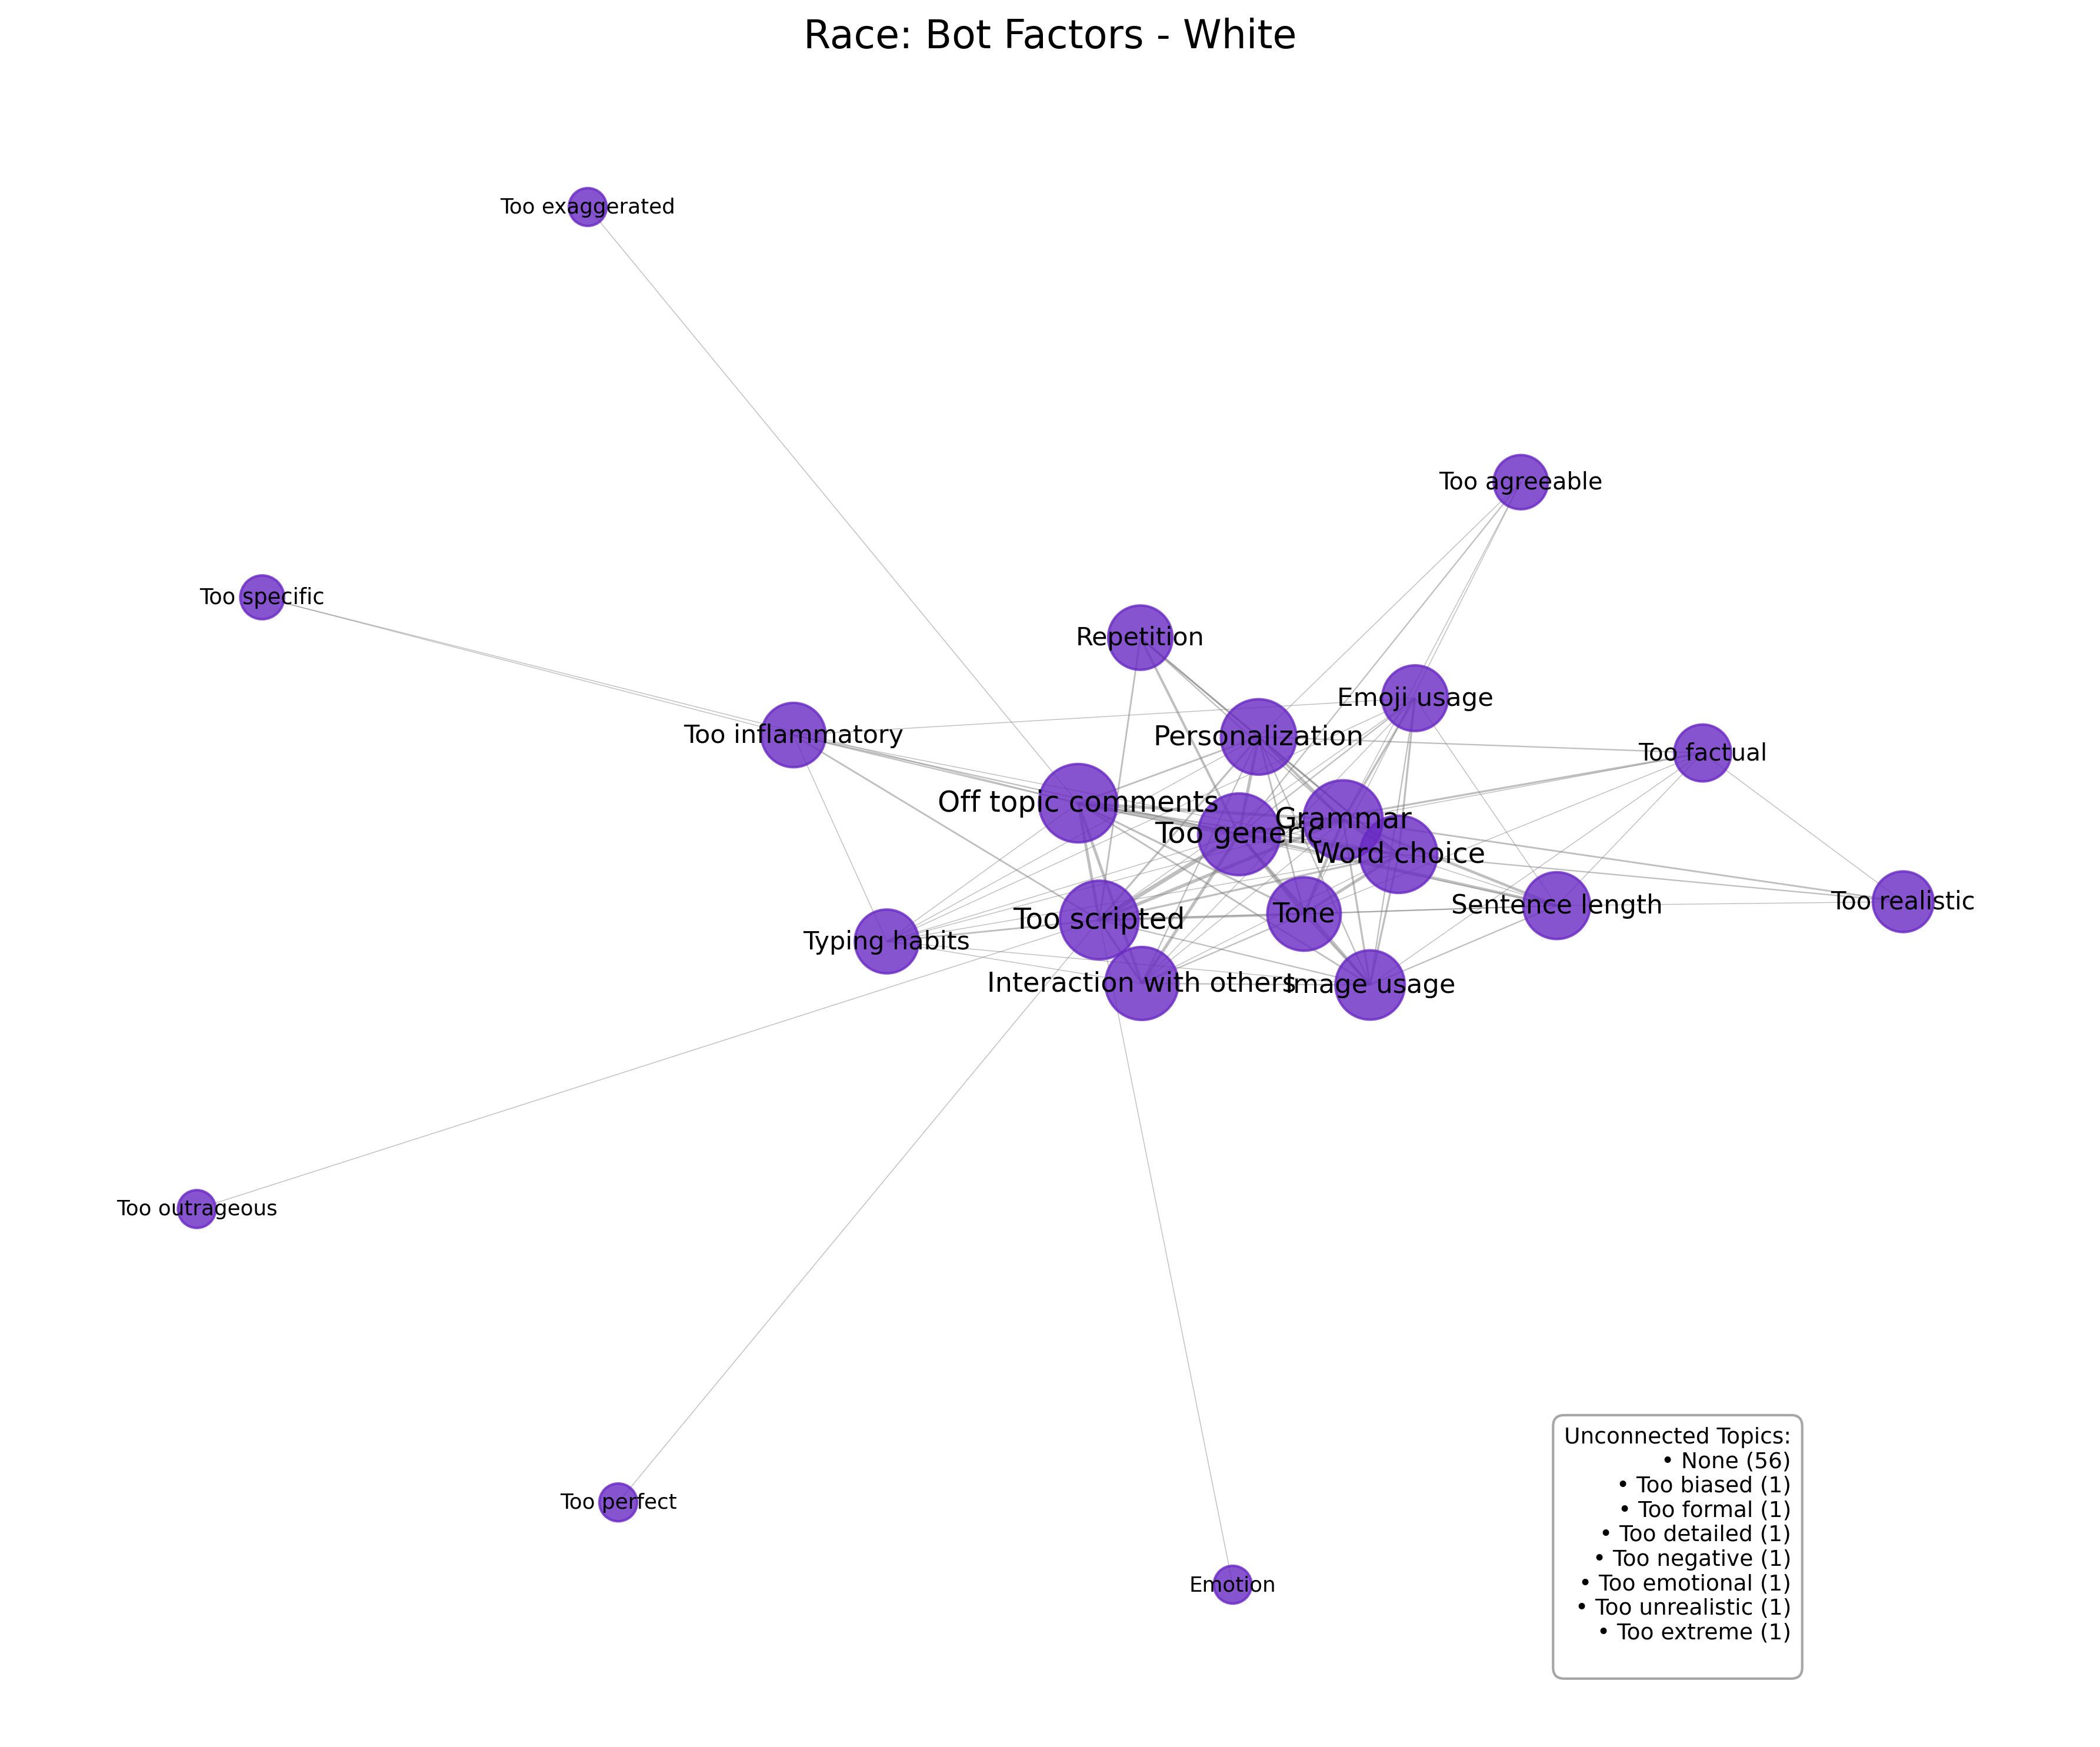 Race: Bot Factors - White
Too exaggerated
Too agreeable
Too specific
Repetition
Emoji usage
Too inflammatory
Personalization
Too factual
Off topic comments
Grammar
Too generic
Word choice
Too realistic
Sentence length
Tone
Too scripted
Typing habits
Interaction with others
Image usage
Too outrageous
Too perfect
Emotion
Unconnected Topics:
• None (56)
• Too biased (1)
• Too formal (1)
• Too detailed (1)
• Too negative (1)
• Too emotional (1)
• Too unrealistic (1)
• Too extreme (1)